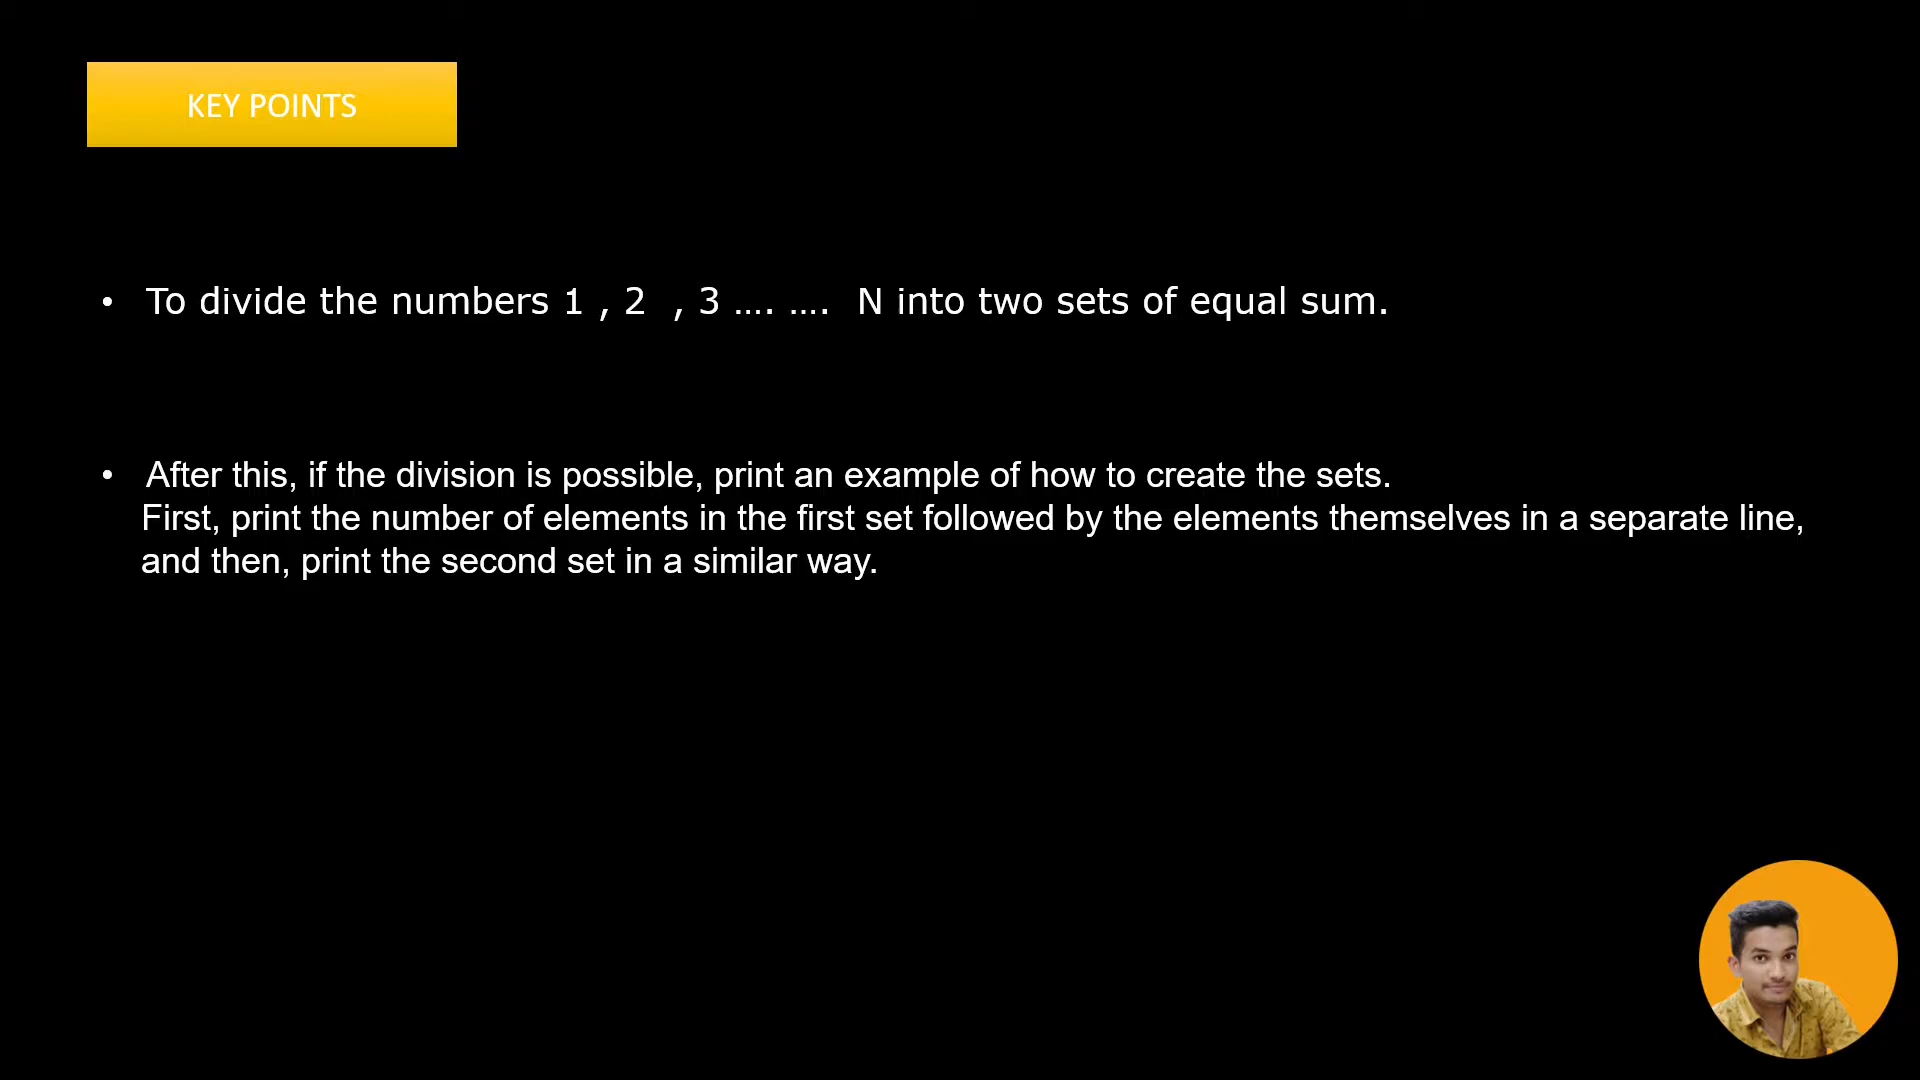 KEY POINTS
• To divide the numbers 1 , 2 , 3 .... .... N into two sets of equal sum.
• After this, if the division is possible, print an example of how to create the sets.
First, print the number of elements in the first set followed by the elements themselves in a separate line,
and then, print the second set in a similar way.